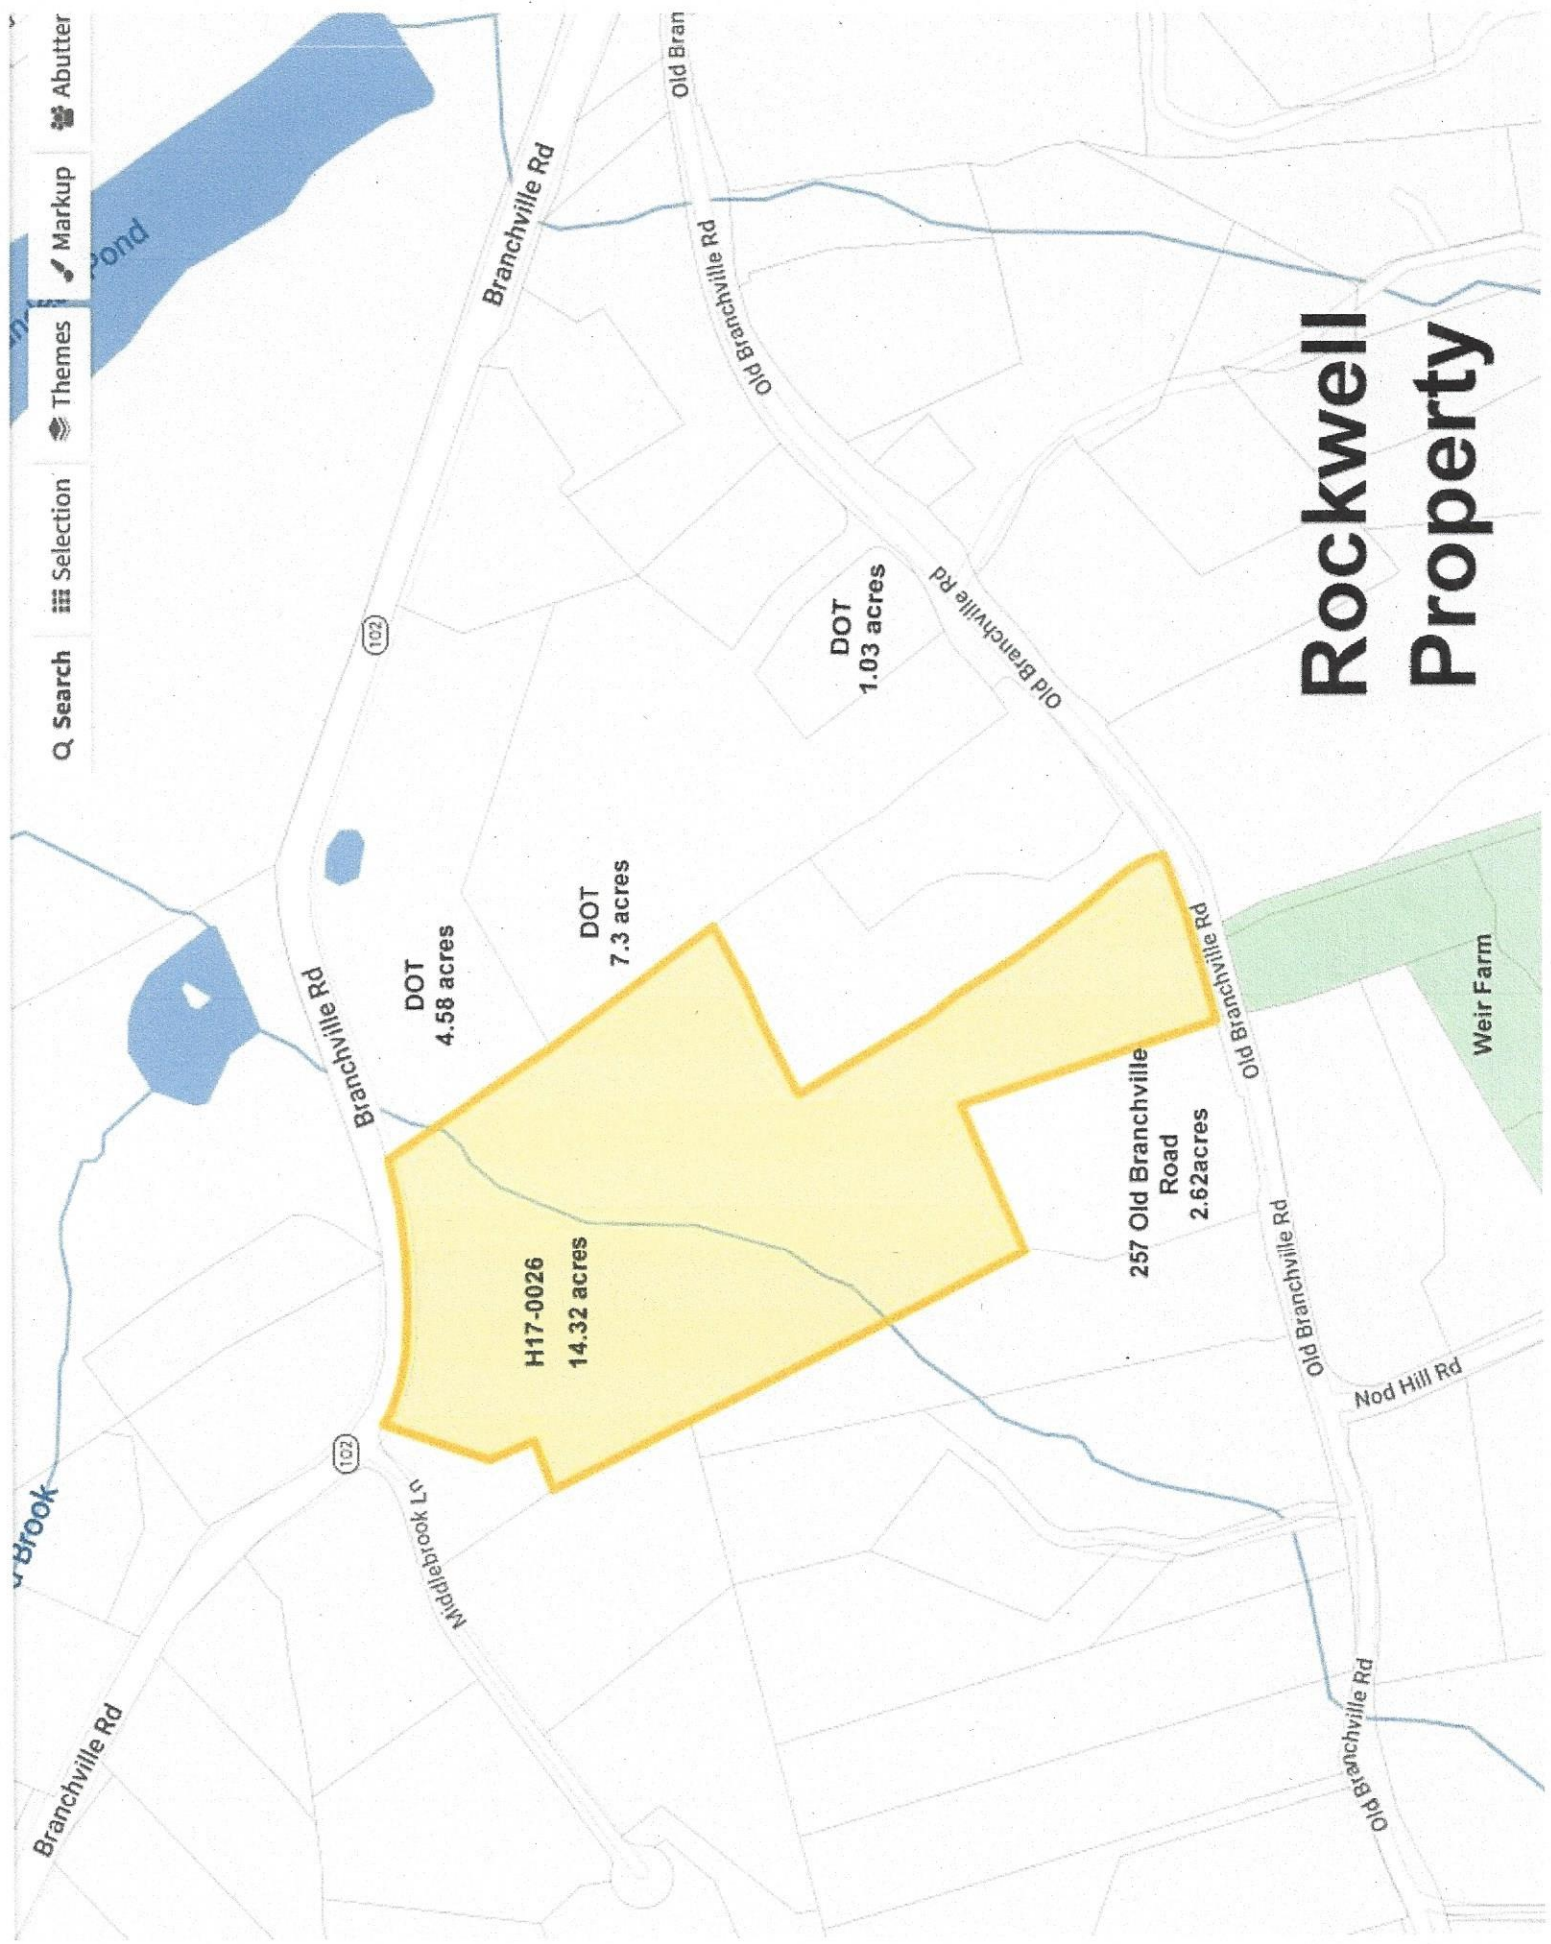 Search
Selection
Themes
Markup
Abutter
Brook
Pond
Branchville Rd
102
Branchville Rd
102
Branchville Rd
Middlebrook Ln
DOT
4.58 acres
H17-0026
14.32 acres
DOT
7.3 acres
Old Bran
Old Branchville Rd
DOT
1.03 acres
Old Branchville Rd
257 Old Branchville
Road
2.62acres
Old Branchville Rd
Old Branchville Rd
Old Branchville Rd
Nod Hill Rd
Weir Farm
Rockwell
Property